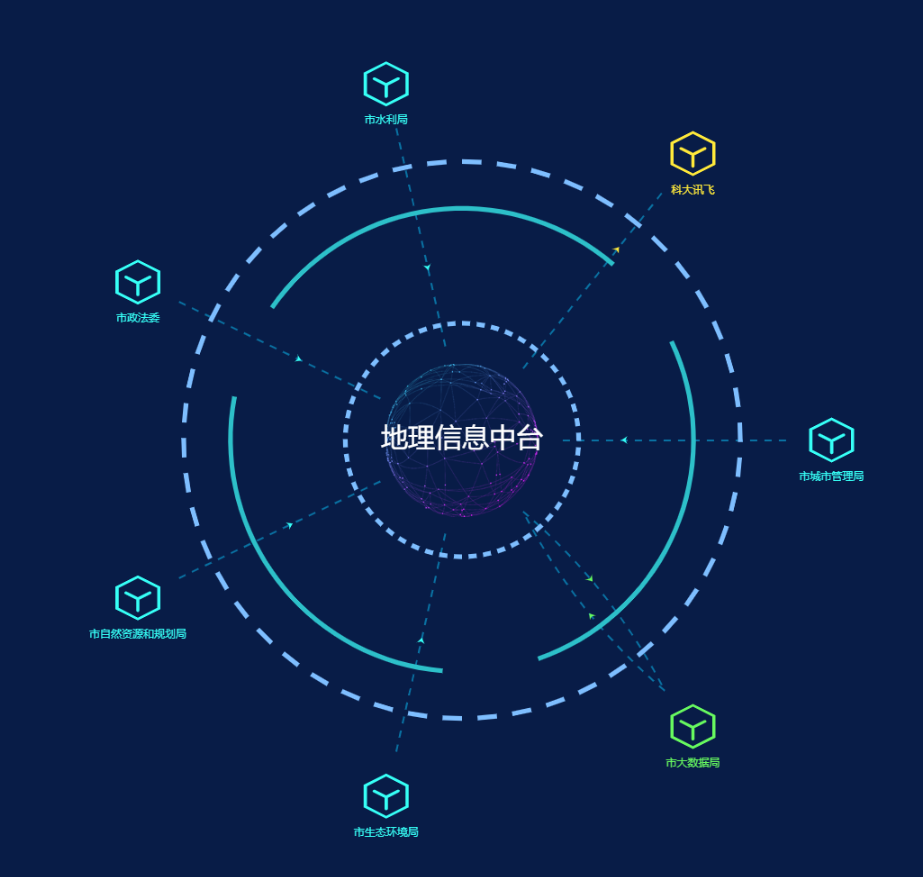 市水利局
科大讯飞
市政法委
地理信息中台
市城市管理局
市自然资源和规划局
市大数据局
市生态环境局